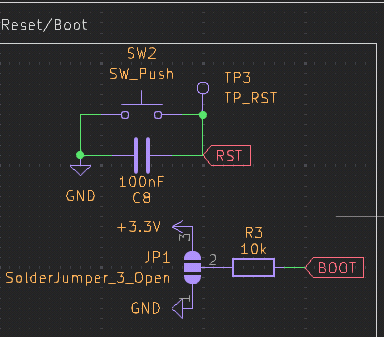 Reset/Boot
SW2
SW_Push
TP3
TP_RST
RST
GND
100nF
C8
+3.3V
3
R3
10k
JP1
2
BOOT
SolderJumper_3_Open
1
GND